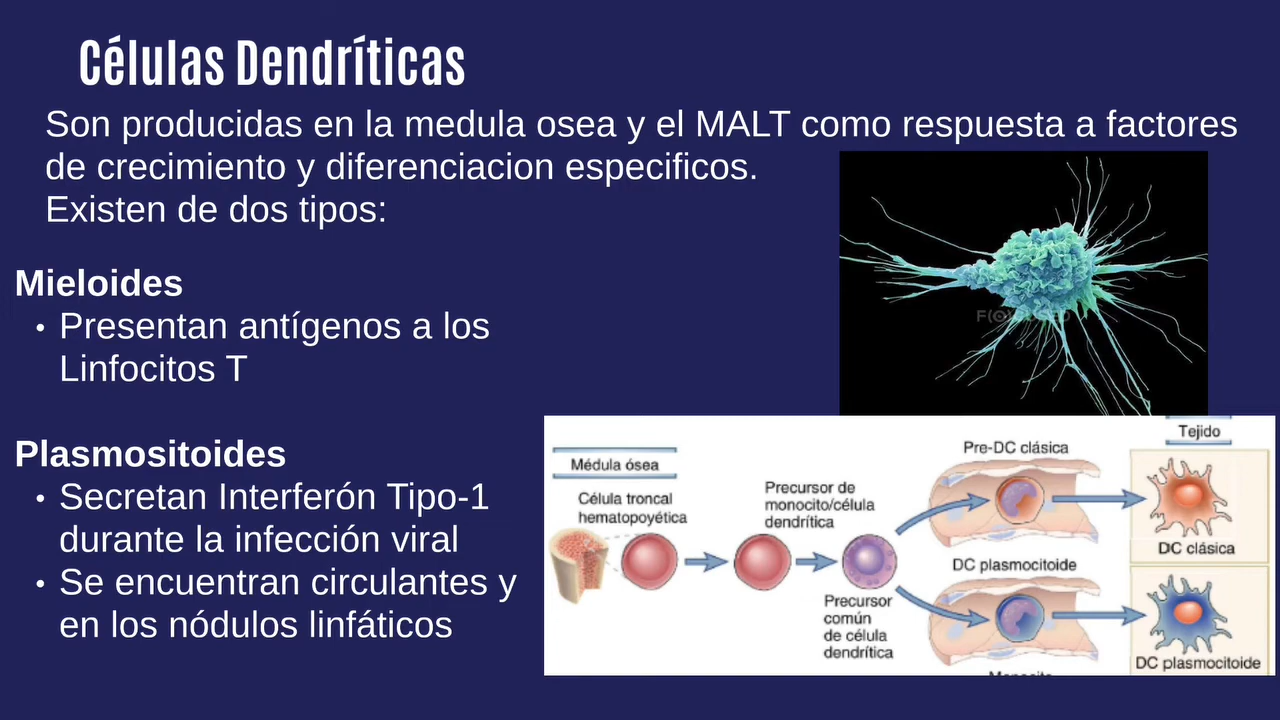 Células Dendríticas
Son producidas en la medula osea y el MALT como respuesta a factores
de crecimiento y diferenciacion especificos.
Existen de dos tipos:
Mieloides
• Presentan antígenos a los
Linfocitos T
Plasmositoides
• Secretan Interferón Tipo-1
durante la infección viral
• Se encuentran circulantes y
en los nódulos linfáticos
Médula ósea
Célula troncal
hematopoyética
Precursor de
monocito/célula
dendrítica
Precursor
común
de célula
dendrítica
Pre-DC clásica
DC plasmocitoide
Tejido
DC clásica
DC plasmocitoide